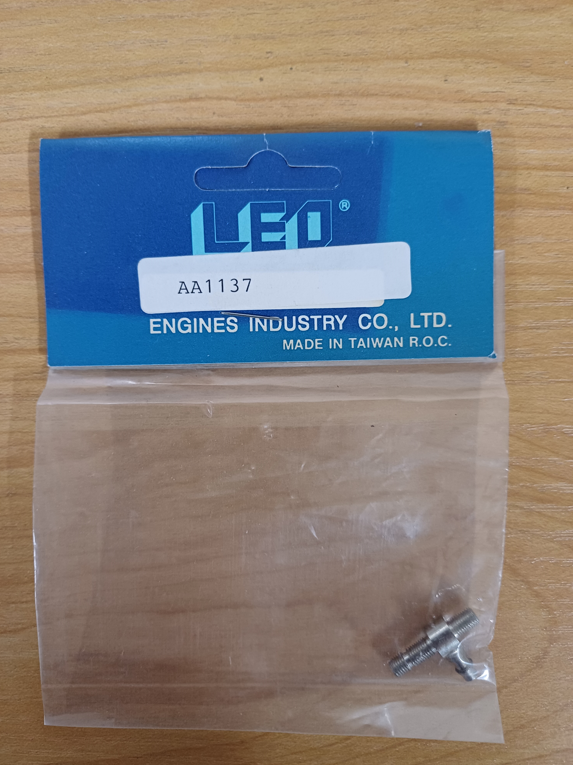 LEO®
AA1137
ENGINES INDUSTRY CO., LTD.
MADE IN TAIWAN R.O.C.